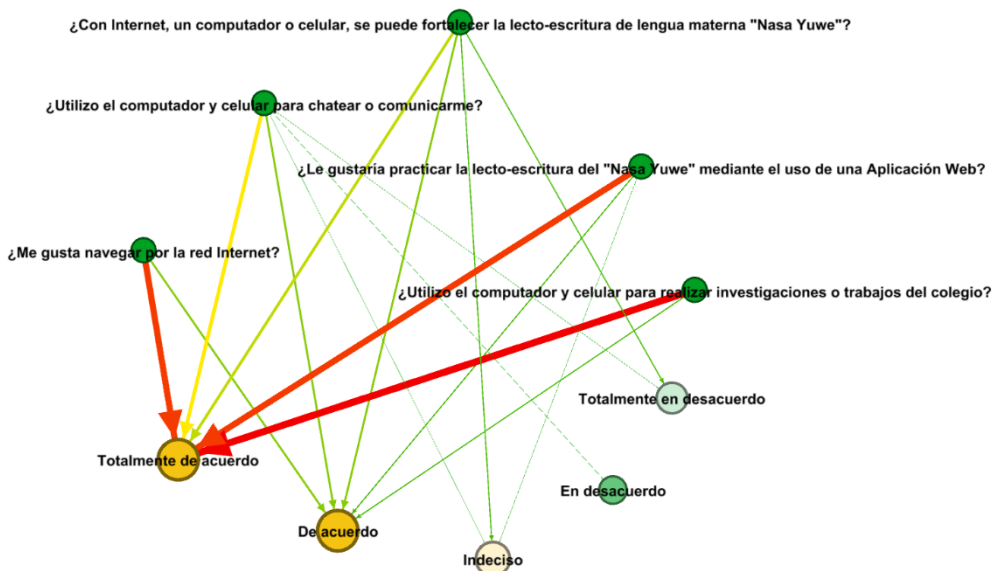 ¿Con Internet, un computador o celular, se puede fortalecer la lecto-escritura de lengua materna "Nasa Yuwe"?
¿Utilizo el computador y celular para chatear o comunicarme?
¿Le gustaría practicar la lecto-escritura del "Nasa Yuwe" mediante el uso de una Aplicación Web?
¿Me gusta navegar por la red Internet?
¿Utilizo el computador y celular para realizar investigaciones o trabajos del colegio?
Totalmente en desacuerdo
Totalmente de acuerdo
En desacuerdo
De acuerdo
Indeciso